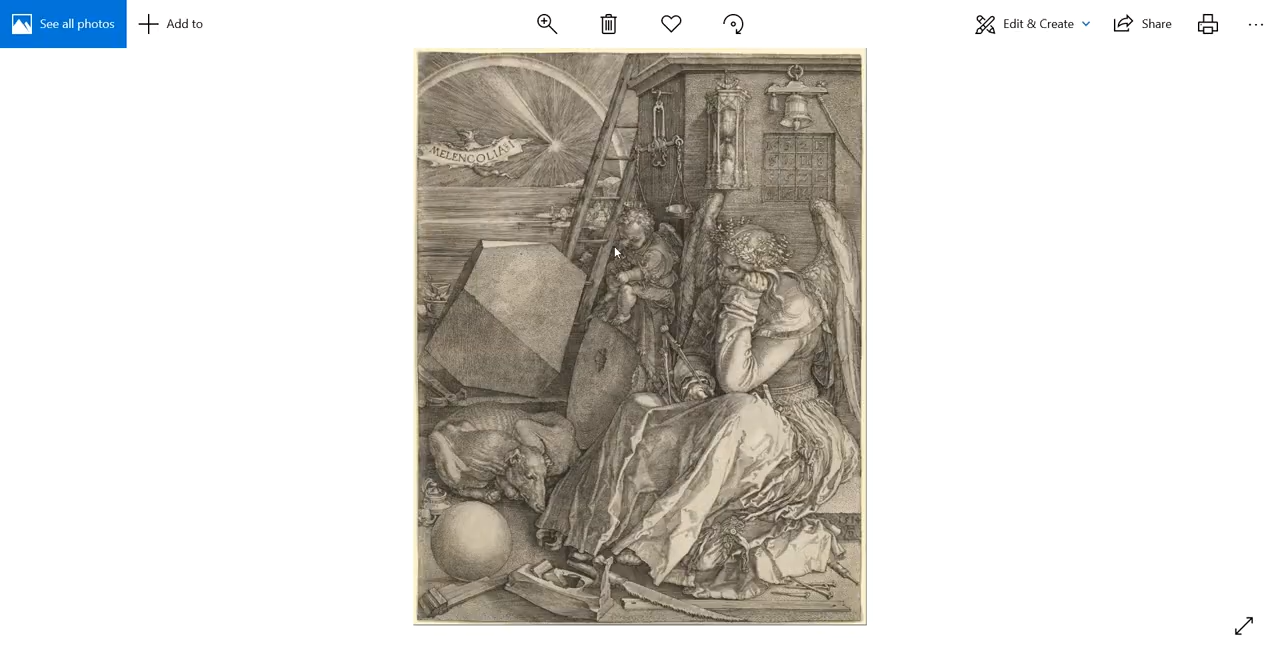 See all photos
Add to
Edit & Create
Share
MELENCOLIA§I